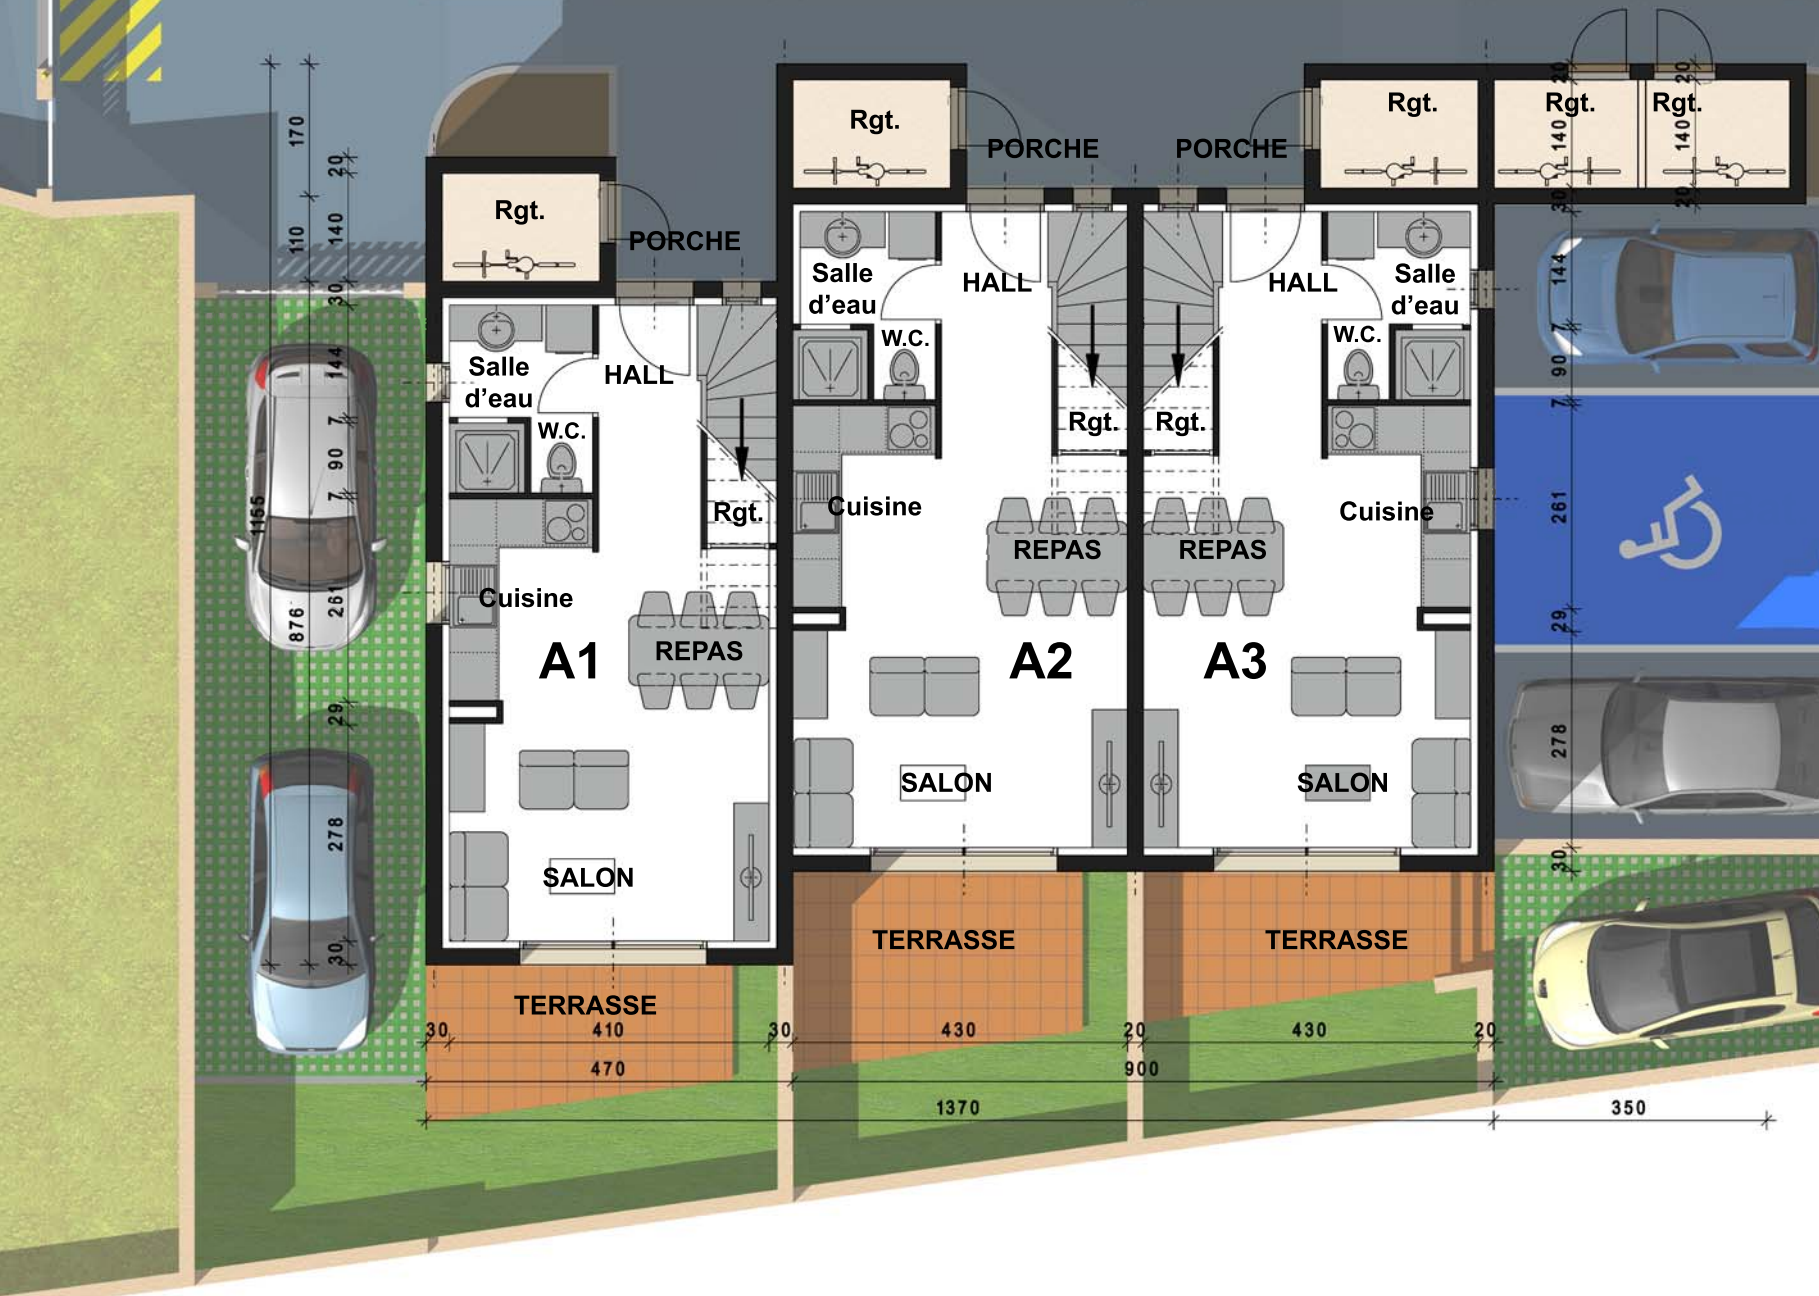 Rgt.
PORCHE
Salle
d'eau
HALL
W.C.
Rgt.
Cuisine
A1
REPAS
SALON
TERRASSE
Rgt.
PORCHE
Salle
d'eau
HALL
W.C.
Rgt.
Cuisine
REPAS
A2
SALON
TERRASSE
Rgt.
PORCHE
HALL
Salle
d'eau
W.C.
Rgt.
Cuisine
REPAS
A3
SALON
TERRASSE
Rgt.
Rgt.
170
110
1155
876
20
140
30
144
7
90
7
261
29
278
30
20
140
30
144
7
90
7
261
29
278
30
20
140
20
30
410
30
430
20
430
20
470
900
1370
350